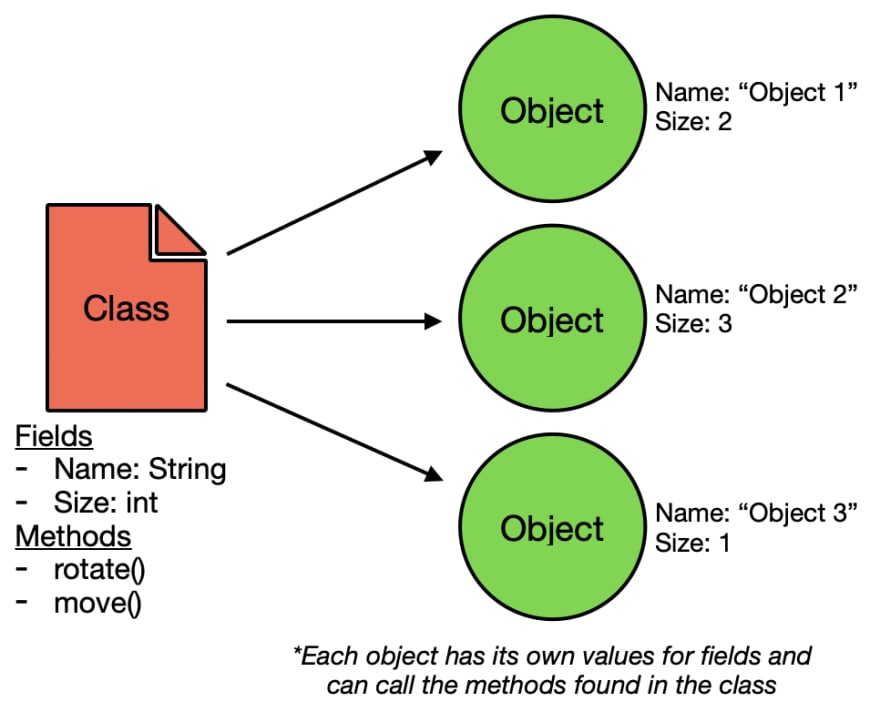 Class
Fields
- Name: String
- Size: int
Methods
- rotate()
- move()
Object
Name: “Object 1”
Size: 2
Object
Name: “Object 2”
Size: 3
Object
Name: “Object 3”
Size: 1
*Each object has its own values for fields and
can call the methods found in the class